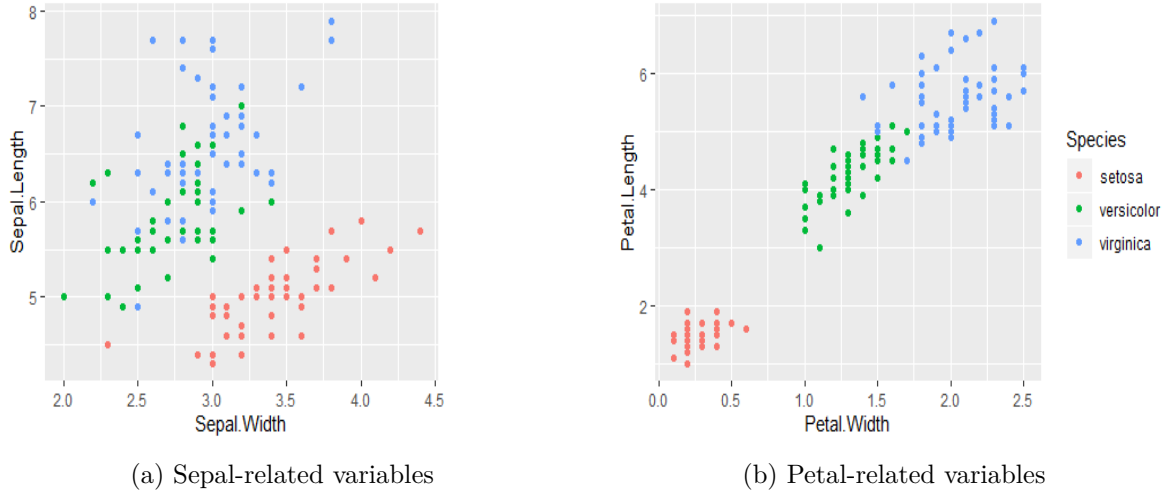 8
7
6
5
Sepal.Length
2.0 2.5 3.0 3.5 4.0 4.5
Sepal.Width
(a) Sepal-related variables
6
4
2
Petal.Length
0.0 0.5 1.0 1.5 2.0 2.5
Petal.Width
(b) Petal-related variables
Species
setosa
versicolor
virginica